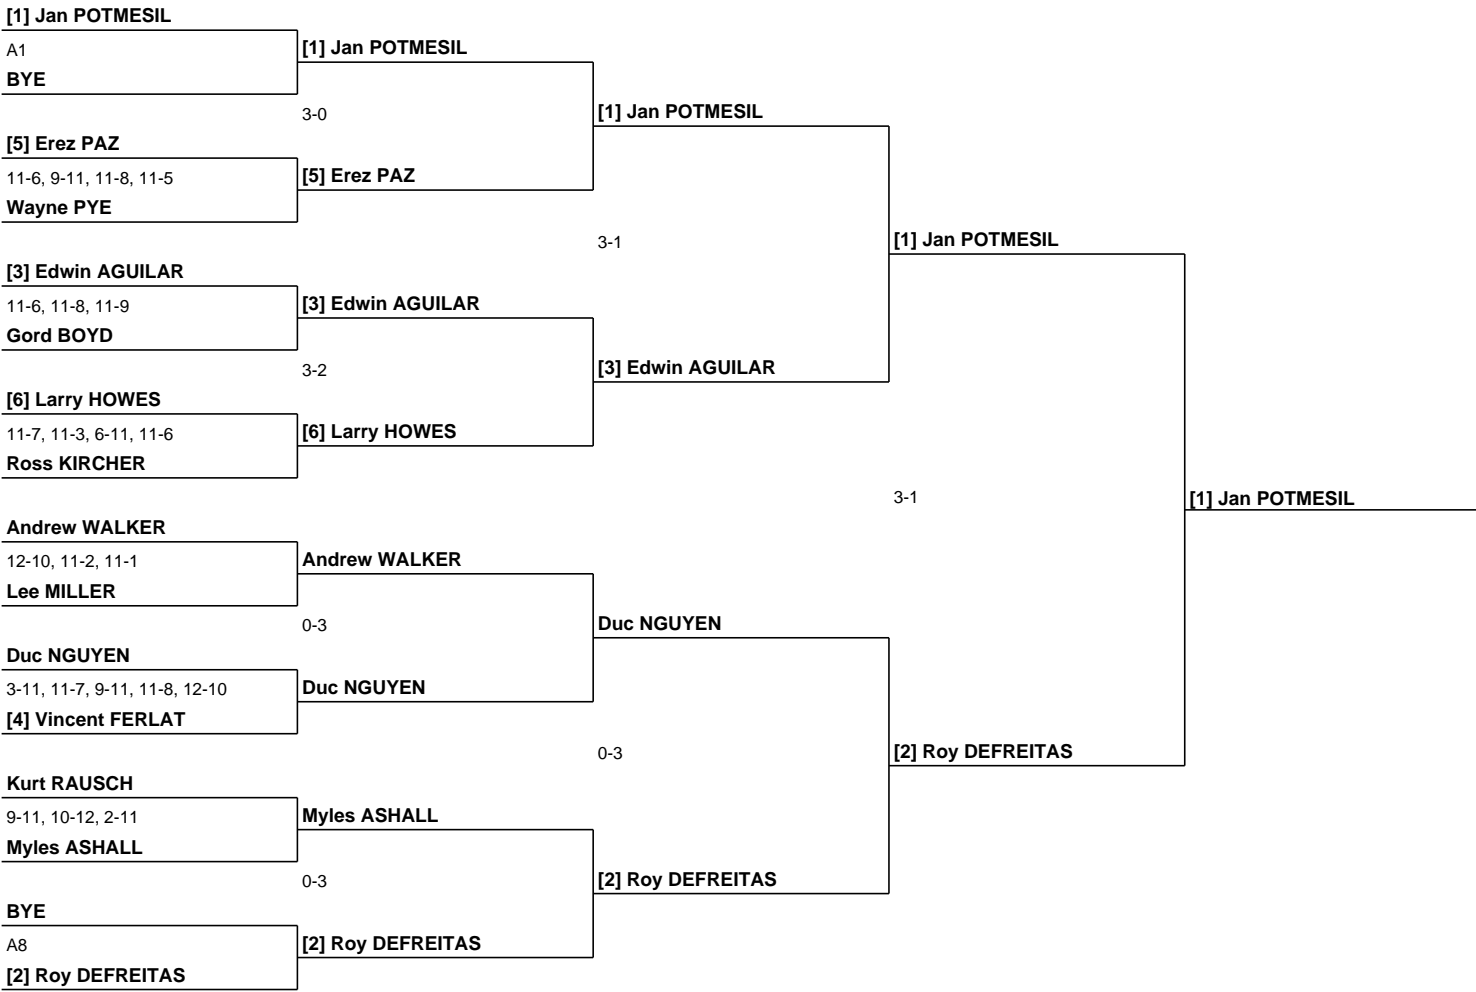 [1] Jan POTMESIL
A1
BYE
[5] Erez PAZ
11-6, 9-11, 11-8, 11-5
Wayne PYE
[3] Edwin AGUILAR
11-6, 11-8, 11-9
Gord BOYD
[6] Larry HOWES
11-7, 11-3, 6-11, 11-6
Ross KIRCHER
Andrew WALKER
12-10, 11-2, 11-1
Lee MILLER
Duc NGUYEN
3-11, 11-7, 9-11, 11-8, 12-10
[4] Vincent FERLAT
Kurt RAUSCH
9-11, 10-12, 2-11
Myles ASHALL
BYE
A8
[2] Roy DEFREITAS
[1] Jan POTMESIL
3-0
[5] Erez PAZ
[3] Edwin AGUILAR
3-2
[6] Larry HOWES
Andrew WALKER
0-3
Duc NGUYEN
Myles ASHALL
0-3
[2] Roy DEFREITAS
[1] Jan POTMESIL
3-1
[3] Edwin AGUILAR
Duc NGUYEN
0-3
[2] Roy DEFREITAS
[1] Jan POTMESIL
3-1
[2] Roy DEFREITAS
[1] Jan POTMESIL